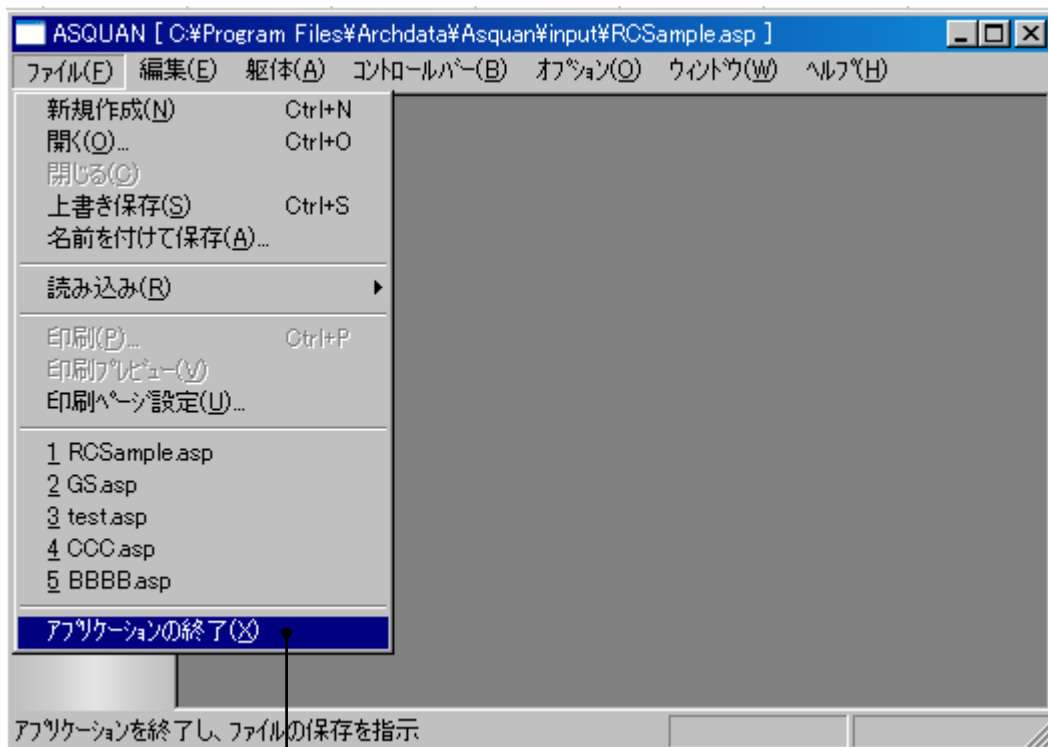 ASQUAN [ C:¥Program Files¥Archdata¥Asquan¥input¥RCSample.asp ]
ﾌｧｲﾙ(F) 編集(E) 躯体(A) ｺﾝﾄﾛｰﾙﾊﾞｰ(B) ｵﾌﾟｼｮﾝ(O) ｳｨﾝﾄﾞｳ(W) ﾍﾙﾌﾟ(H)
新規作成(N) Ctrl+N
開く(O)... Ctrl+O
閉じる(C)
上書き保存(S) Ctrl+S
名前を付けて保存(A)...
読み込み(R)
印刷(P)... Ctrl+P
印刷ﾌﾟﾚﾋﾞｭｰ(V)
印刷ﾍﾟｰｼﾞ設定(U)...
1 RCSample.asp
2 GS.asp
3 test.asp
4 CCC.asp
5 BBBB.asp
ｱﾌﾟﾘｹｰｼｮﾝの終了(X)
ｱﾌﾟﾘｹｰｼｮﾝを終了し、ﾌｧｲﾙの保存を指示